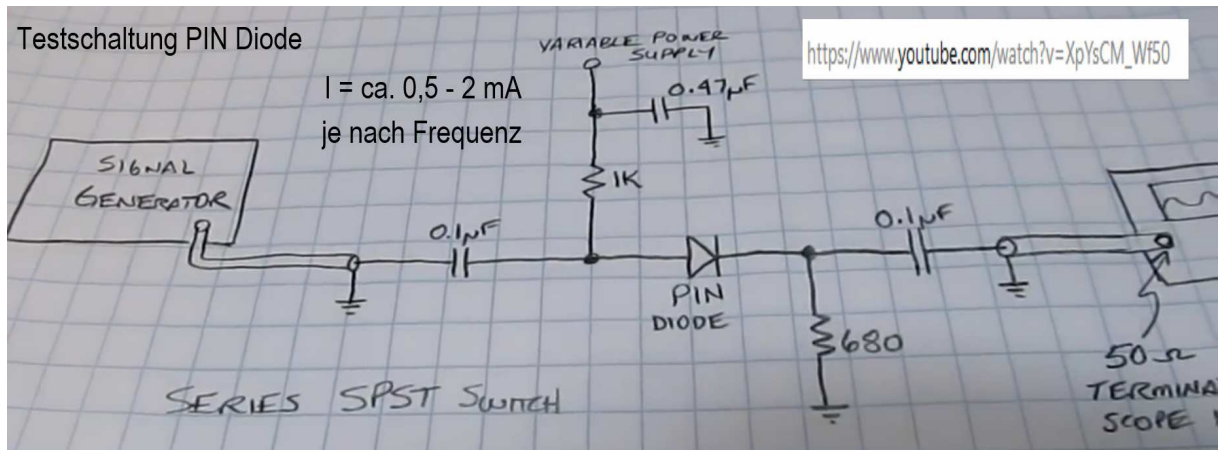 Testschaltung PIN Diode
VARIABLE POWER
SUPPLY
https://www.youtube.com/watch?v=XpYsCM_Wf50
I = ca. 0,5 - 2 mA
je nach Frequenz
0.47µF
SIGNAL
GENERATOR
1K
0.1µF
0.1µF
PIN
DIODE
680
50 Ω
TERMINA
SCOPE
SERIES SPST SWITCH